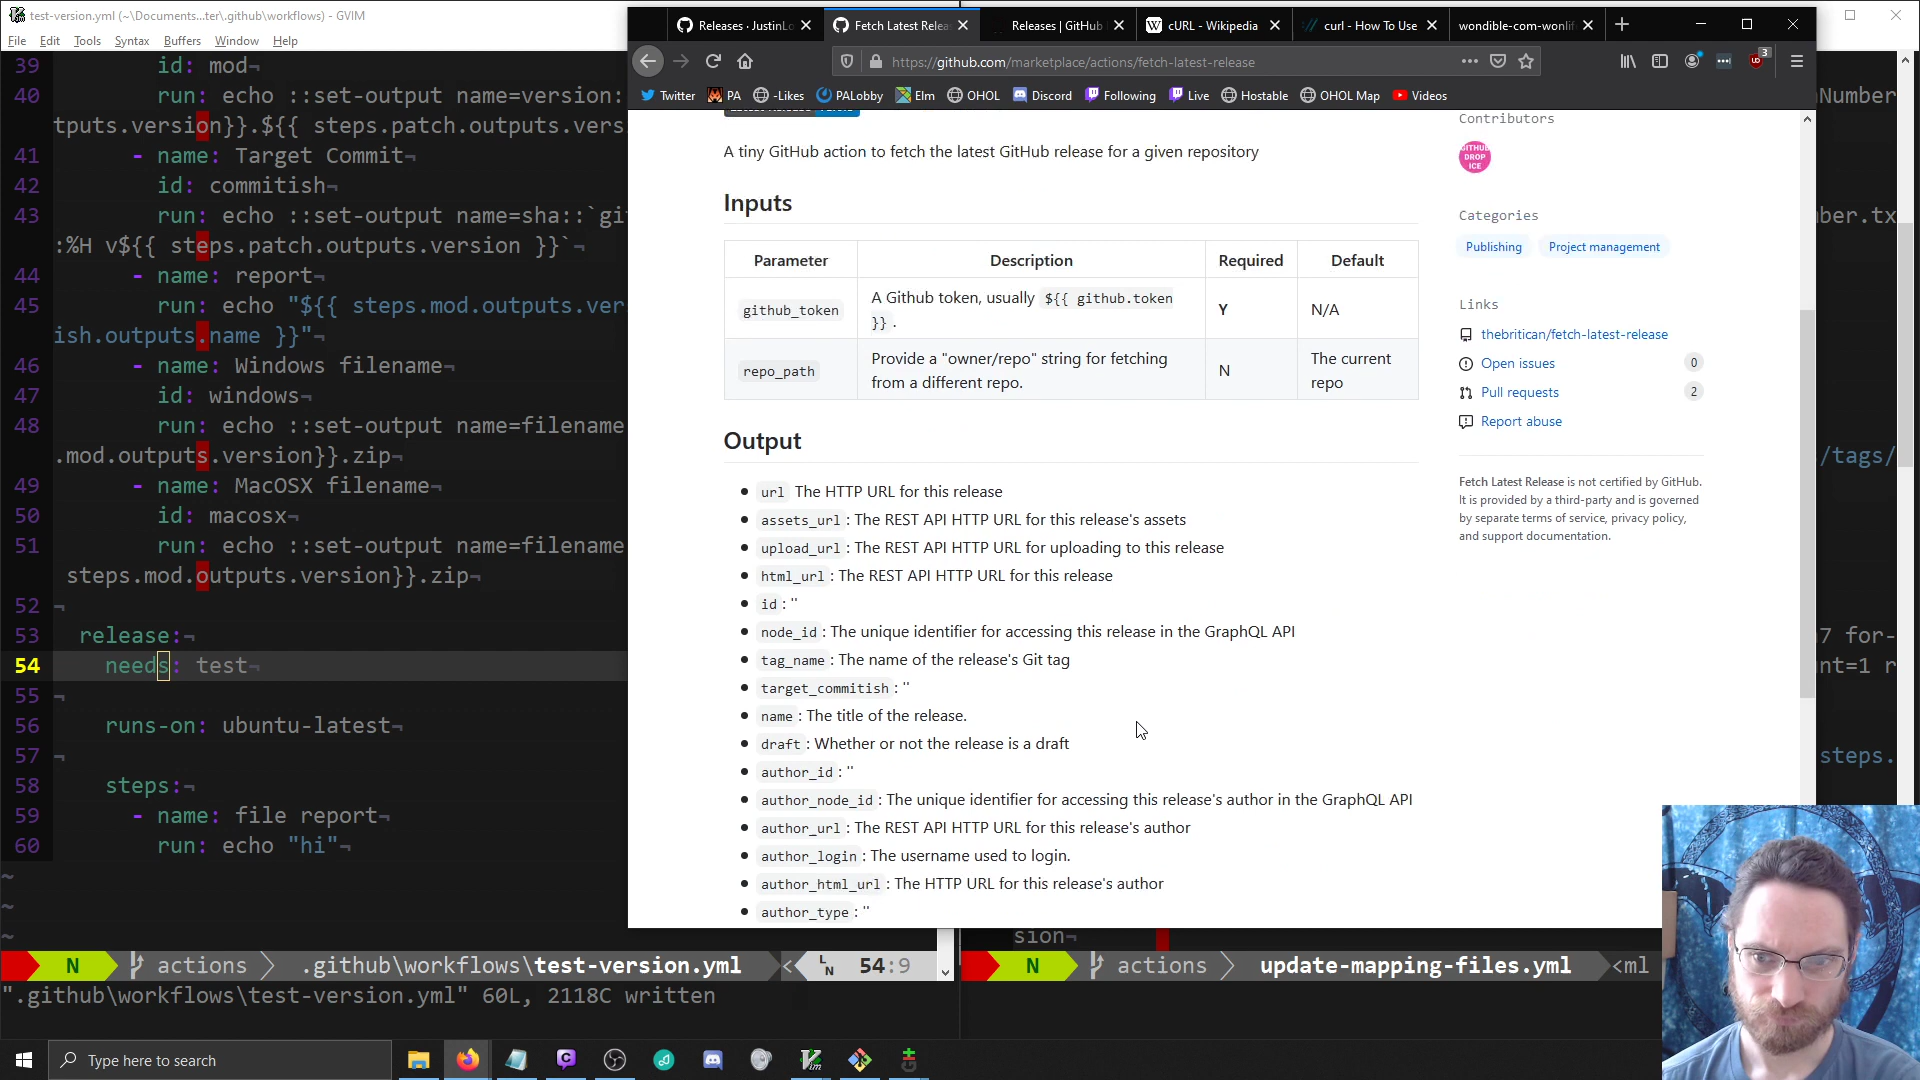 test-version.yml (~\Documents...ter\.github\workflows) - GVIM
File Edit Tools Syntax Buffers Window Help
39 id: mod¬
40 run: echo ::set-output name=version:
tputs.version}}.${{ steps.patch.outputs.vers
41 - name: Target Commit¬
42 id: commitish¬
43 run: echo ::set-output name=sha::`gi
:%H v${{ steps.patch.outputs.version }}`¬
44 - name: report¬
45 run: echo "${{ steps.mod.outputs.ver
ish.outputs.name }}"¬
46 - name: Windows filename¬
47 id: windows¬
48 run: echo ::set-output name=filename
.mod.outputs.version}}.zip¬
49 - name: MacOSX filename¬
50 id: macosx¬
51 run: echo ::set-output name=filename
steps.mod.outputs.version}}.zip¬
52 ¬
53 release:¬
54 needs: test¬
55 ¬
56 runs-on: ubuntu-latest¬
57 ¬
58 steps:¬
59 - name: file report¬
60 run: echo "hi"¬
~
~
~
N actions .github\workflows\test-version.yml < LN 54:9
".github\workflows\test-version.yml" 60L, 2118C written
Releases · JustinLo
Fetch Latest Relea
Releases | GitHub
cURL - Wikipedia
curl - How To Use
wondible-com-wonlif
https://github.com/marketplace/actions/fetch-latest-release
3
Twitter PA -Likes PALobby Elm OHOL Discord Following Live Hostable OHOL Map Videos
A tiny GitHub action to fetch the latest GitHub release for a given repository
Inputs
Parameter Description Required Default
github_token A Github token, usually ${{ github.token }} . Y N/A
repo_path Provide a "owner/repo" string for fetching from a different repo. N The current repo
Output
url The HTTP URL for this release
assets_url : The REST API HTTP URL for this release's assets
upload_url : The REST API HTTP URL for uploading to this release
html_url : The REST API HTTP URL for this release
id : ''
node_id : The unique identifier for accessing this release in the GraphQL API
tag_name : The name of the release's Git tag
target_commitish : ''
name : The title of the release.
draft : Whether or not the release is a draft
author_id : ''
author_node_id : The unique identifier for accessing this release's author in the GraphQL API
author_url : The REST API HTTP URL for this release's author
author_login : The username used to login.
author_html_url : The HTTP URL for this release's author
author_type : ''
Contributors
GITHUB
DROP
ICE
Categories
Publishing Project management
Links
thebritican/fetch-latest-release
Open issues 0
Pull requests 2
Report abuse
Fetch Latest Release is not certified by GitHub.
It is provided by a third-party and is governed
by separate terms of service, privacy policy,
and support documentation.
nNumber
ber.tx
/tags/
7 for-
nt=1 r
steps.
sion¬
N actions update-mapping-files.yml <ml
Type here to search